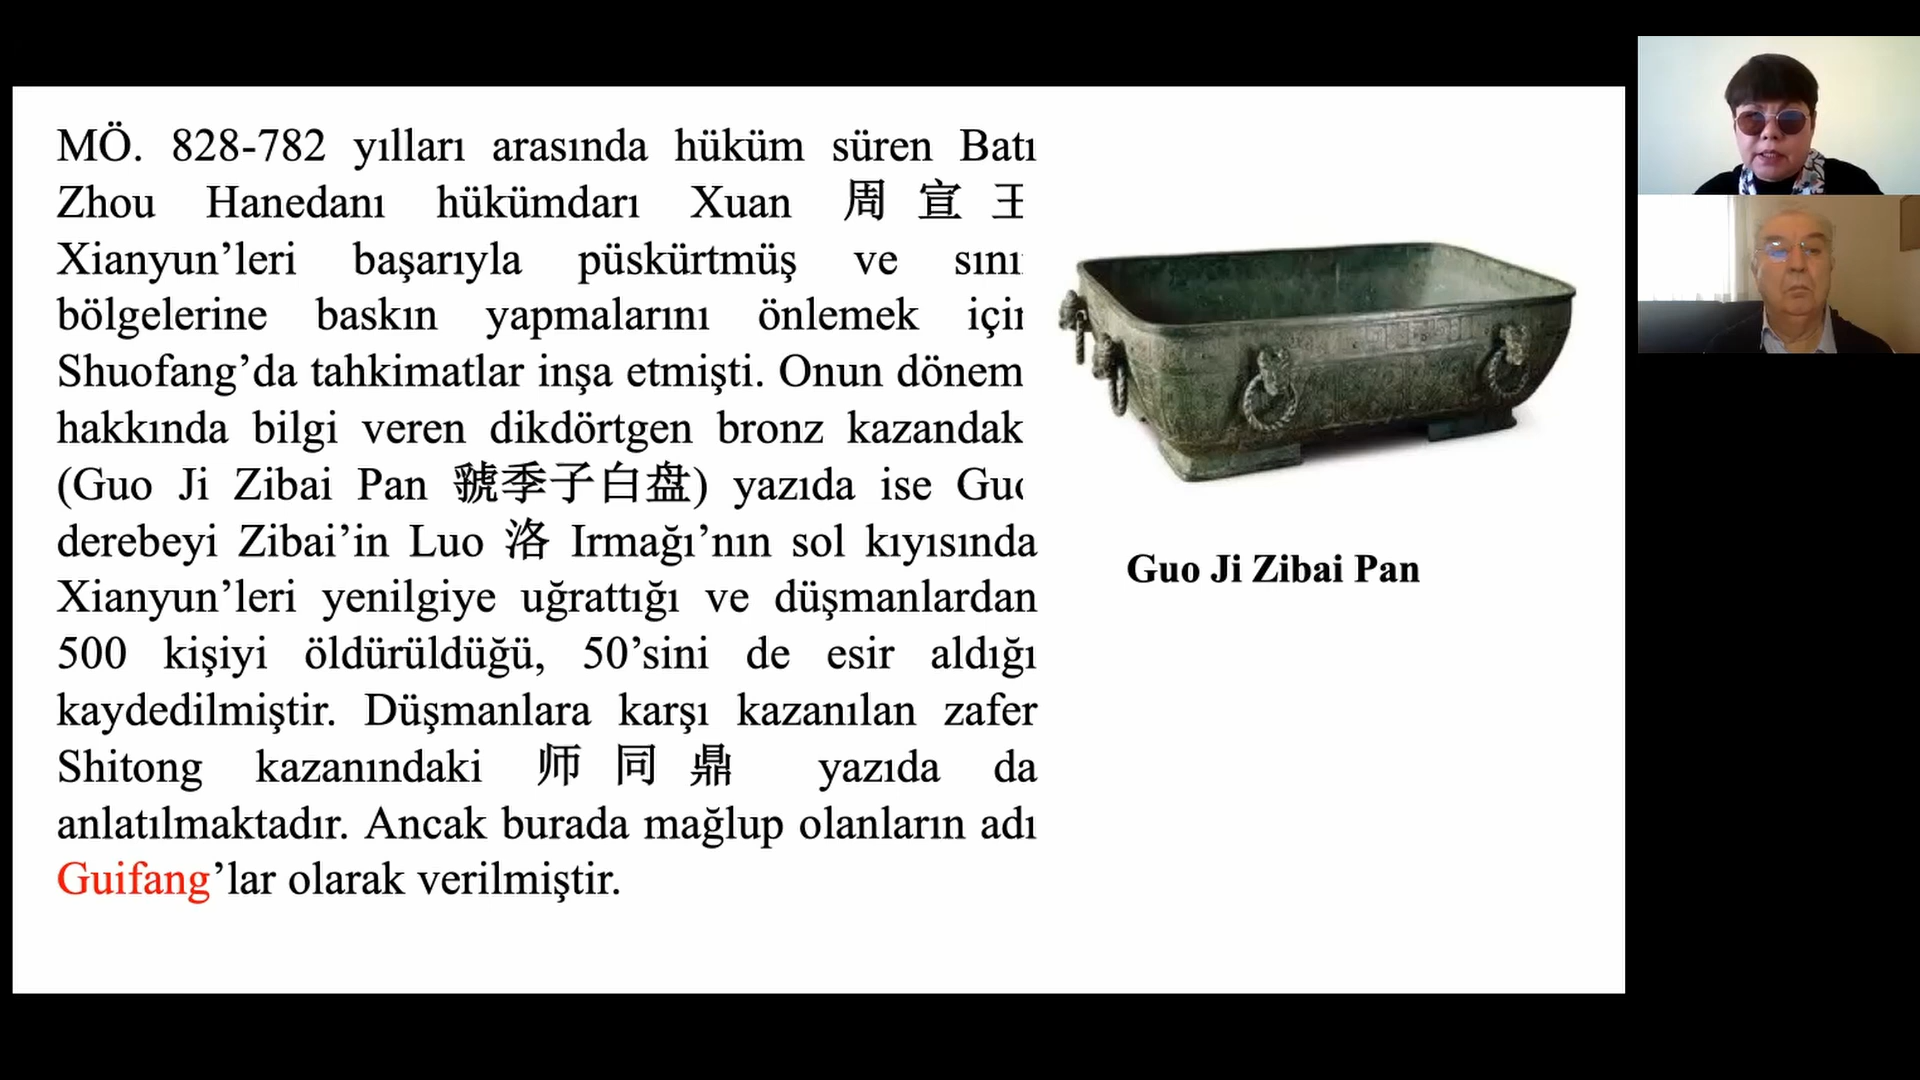 MÖ. 828-782 yılları arasında hüküm süren Batı
Zhou Hanedanı hükümdarı Xuan 周宣王
Xianyun’leri başarıyla püskürtmüş ve sını
bölgelerine baskın yapmalarını önlemek için
Shuofang’da tahkimatlar inşa etmişti. Onun dönem
hakkında bilgi veren dikdörtgen bronz kazandak
(Guo Ji Zibai Pan 虢季子白盘) yazıda ise Guo
derebeyi Zibai’in Luo 洛 Irmağı’nın sol kıyısında
Xianyun’leri yenilgiye uğrattığı ve düşmanlardan
500 kişiyi öldürüldüğü, 50’sini de esir aldığı
kaydedilmiştir. Düşmanlara karşı kazanılan zafer
Shitong kazanındaki 师同鼎 yazıda da
anlatılmaktadır. Ancak burada mağlup olanların adı
Guifang’lar olarak verilmiştir.
Guo Ji Zibai Pan